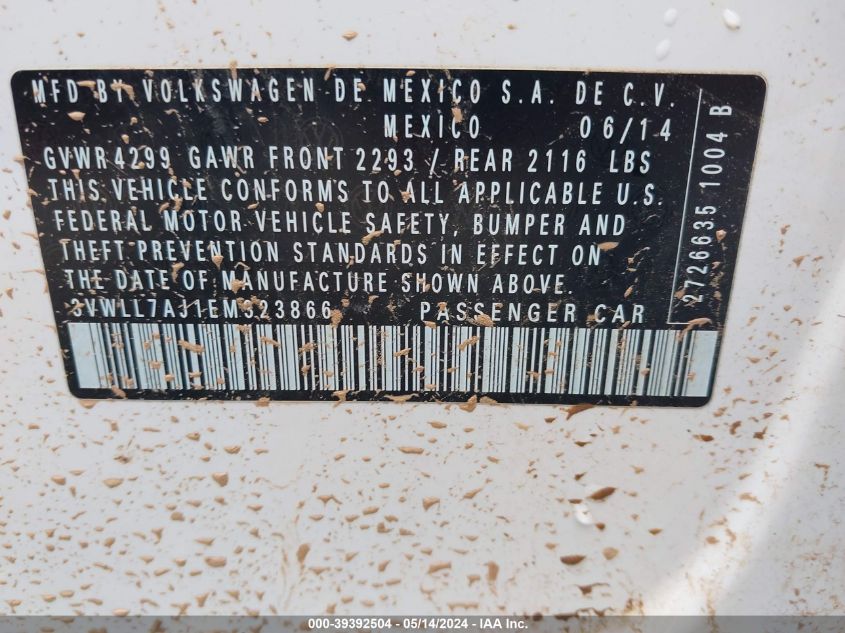 MFD BY VOLKSWAGEN DE MEXICO S.A. DE C.V.
MEXICO 06/14
GVWR 4299 GAWR FRONT 2293 / REAR 2116 LBS
THIS VEHICLE CONFORMS TO ALL APPLICABLE U.S.
FEDERAL MOTOR VEHICLE SAFETY, BUMPER AND
THEFT PREVENTION STANDARDS IN EFFECT ON
THE DATE OF MANUFACTURE SHOWN ABOVE.
3VWLL7AJ1EM323866 PASSENGER CAR
2726635 1004 B
000-39392504 - 05/14/2024 - IAA Inc.